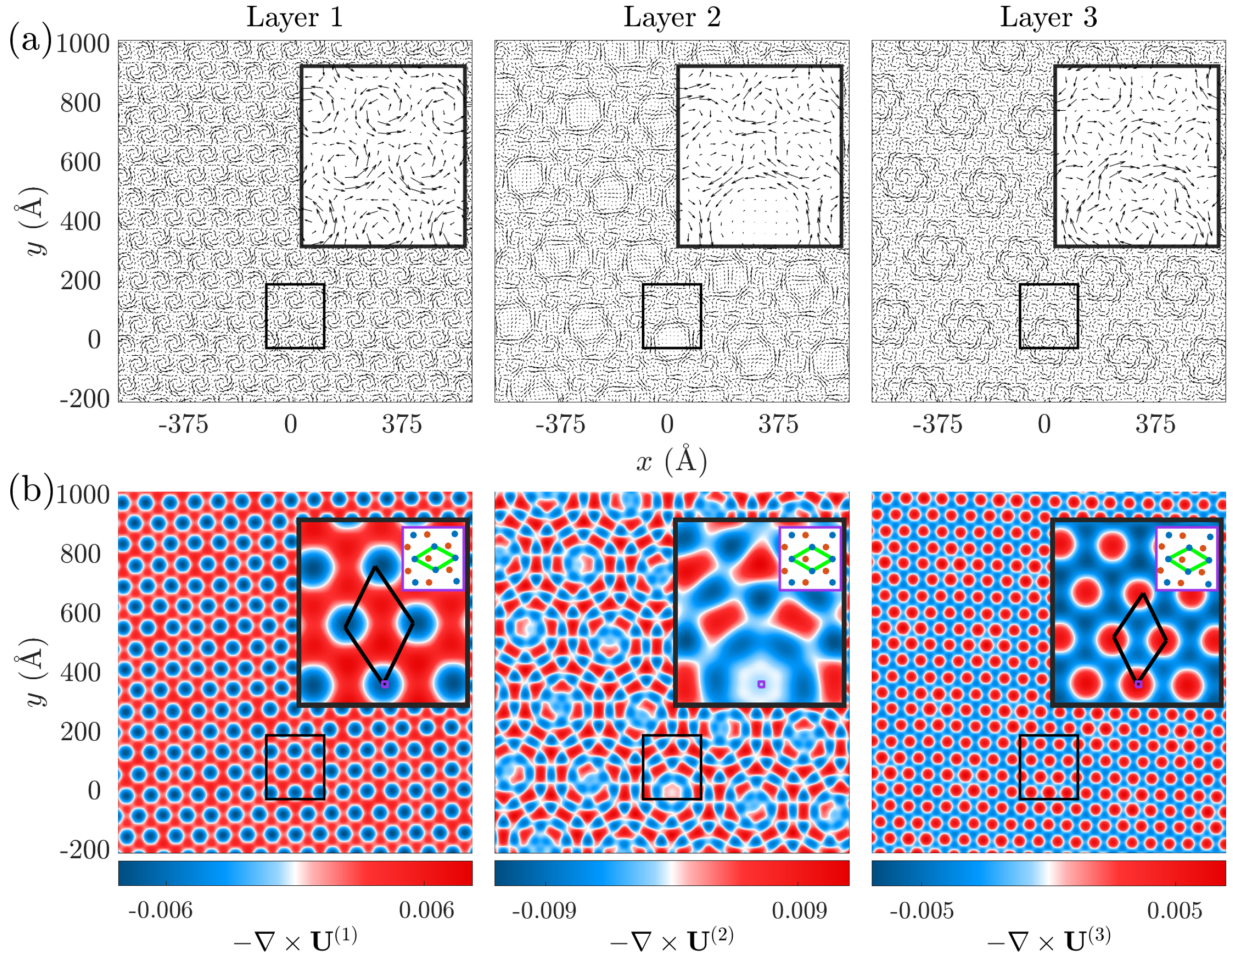 Layer 1 Layer 2 Layer 3
(a)
1000
800
600
400
200
0
-200
y (Å)
-375 0 375 -375 0 375 -375 0 375
x (Å)
(b)
1000
800
600
400
200
0
-200
y (Å)
-0.006 0.006 -0.009 0.009 -0.005 0.005
−∇ × U⁽¹⁾ −∇ × U⁽²⁾ −∇ × U⁽³⁾